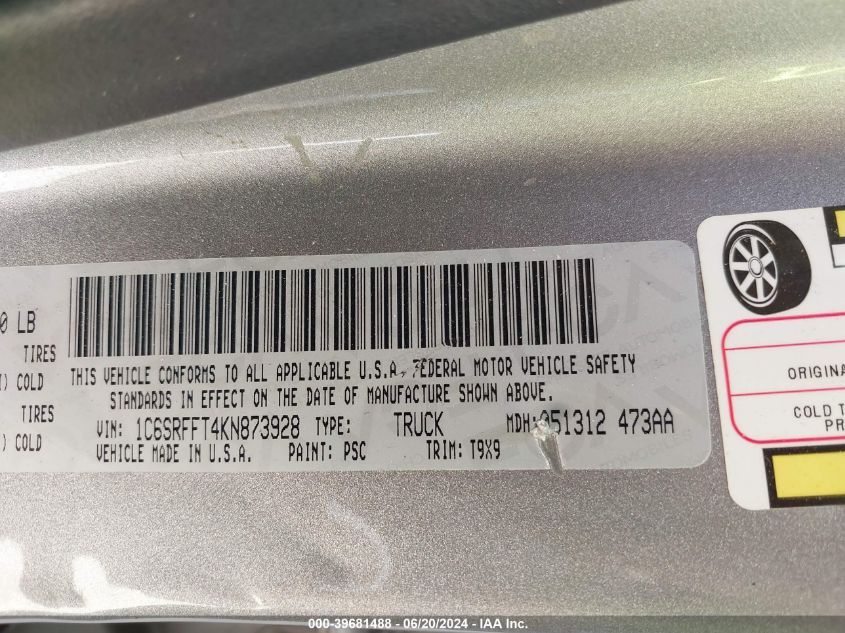 0 LB
TIRES
) COLD
TIRES
) COLD
THIS VEHICLE CONFORMS TO ALL APPLICABLE U.S.A. FEDERAL MOTOR VEHICLE SAFETY
STANDARDS IN EFFECT ON THE DATE OF MANUFACTURE SHOWN ABOVE.
VIN: 1C6SRFFT4KN873928 TYPE: TRUCK MDH:051312 473AA
VEHICLE MADE IN U.S.A. PAINT: PSC TRIM: T9X9
ORIGINA
COLD T
PR
000-39681488 - 06/20/2024 - IAA Inc.